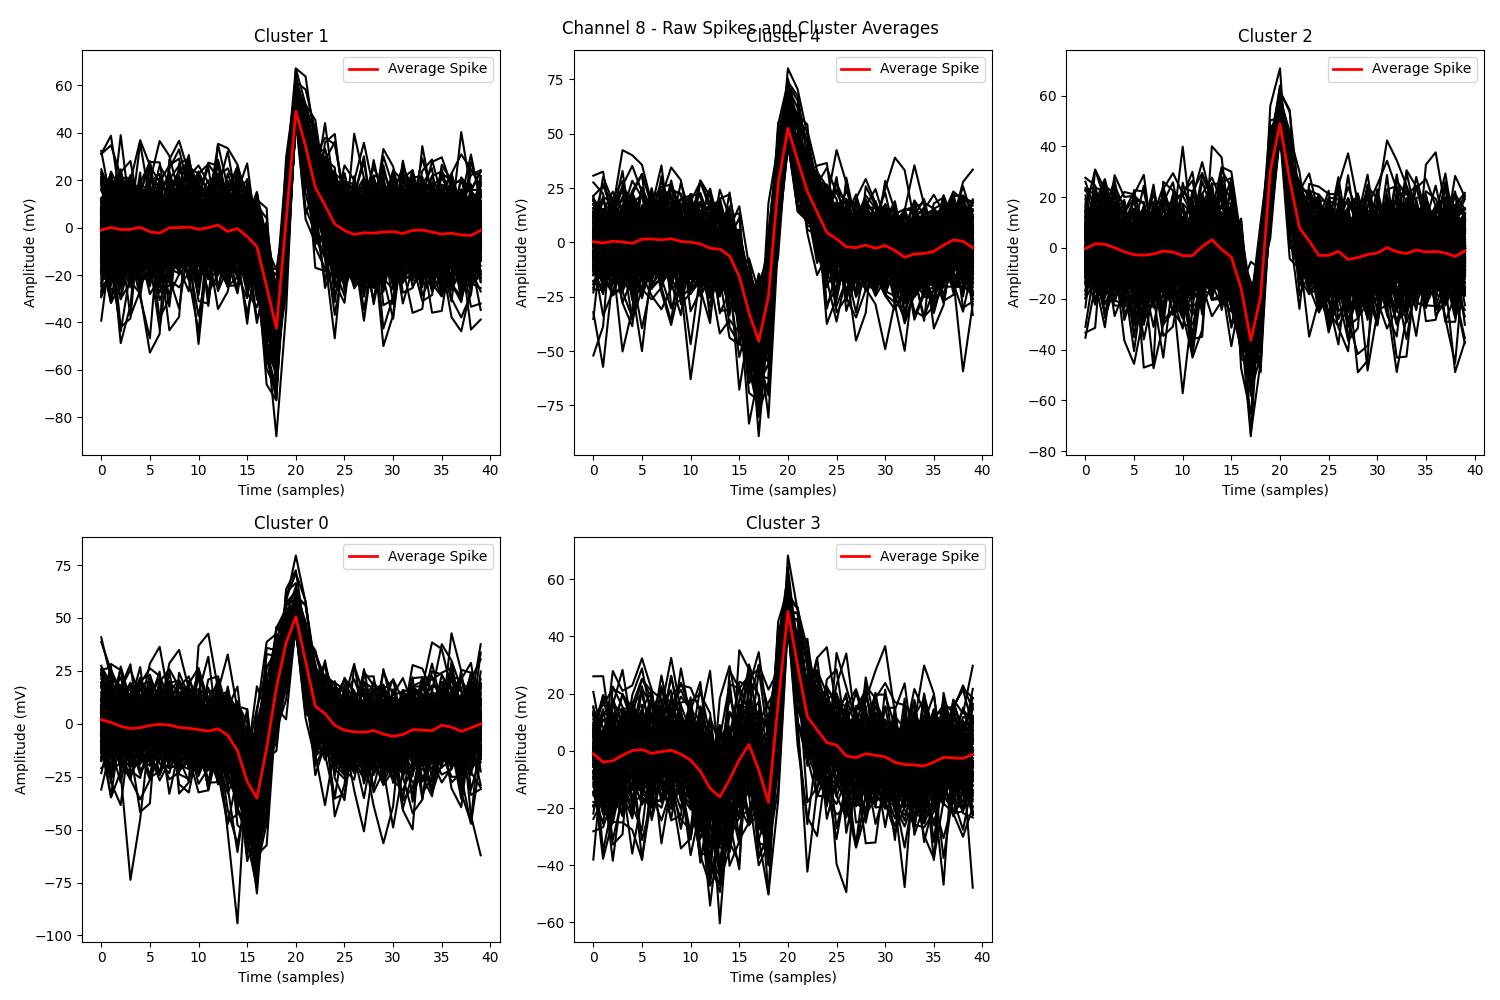 Channel 8 - Raw Spikes and Cluster Averages
Cluster 1
Average Spike
Amplitude (mV)
60
40
20
0
−20
−40
−60
−80
0 5 10 15 20 25 30 35 40
Time (samples)
Cluster 4
Average Spike
Amplitude (mV)
75
50
25
0
−25
−50
−75
0 5 10 15 20 25 30 35 40
Time (samples)
Cluster 2
Average Spike
Amplitude (mV)
60
40
20
0
−20
−40
−60
−80
0 5 10 15 20 25 30 35 40
Time (samples)
Cluster 0
Average Spike
Amplitude (mV)
75
50
25
0
−25
−50
−75
−100
0 5 10 15 20 25 30 35 40
Time (samples)
Cluster 3
Average Spike
Amplitude (mV)
60
40
20
0
−20
−40
−60
0 5 10 15 20 25 30 35 40
Time (samples)